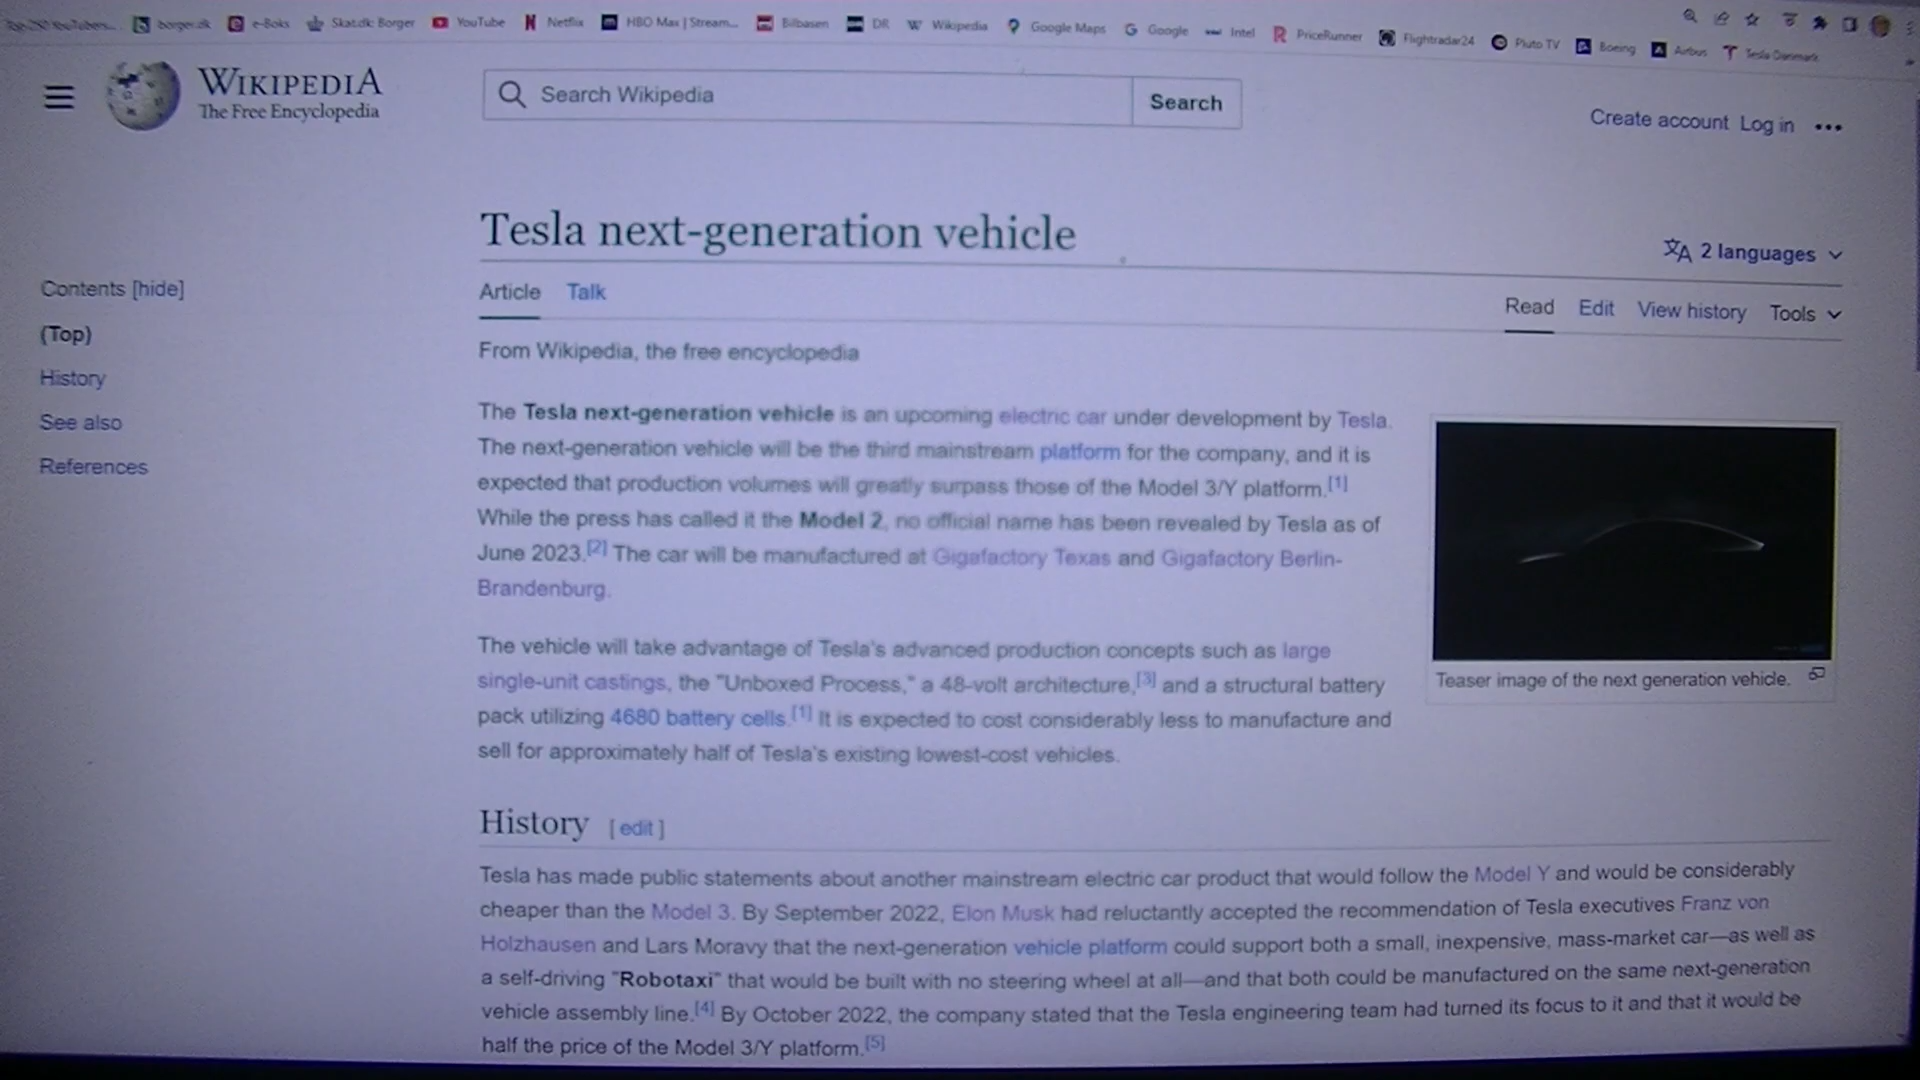 borger.dk e-Boks Skat.dk: Borger YouTube Netflix HBO Max | Stream... Bilbasen DR Wikipedia Google Maps Google Intel PriceRunner Flightradar24 Pluto TV Boeing Airbus Tesla Danmark
WIKIPEDIA
The Free Encyclopedia
Search Wikipedia
Search
Create account Log in
Tesla next-generation vehicle
2 languages
Contents [hide]
(Top)
History
See also
References
Article Talk
Read Edit View history Tools
From Wikipedia, the free encyclopedia
The Tesla next-generation vehicle is an upcoming electric car under development by Tesla.
The next-generation vehicle will be the third mainstream platform for the company, and it is
expected that production volumes will greatly surpass those of the Model 3/Y platform.[1]
While the press has called it the Model 2, no official name has been revealed by Tesla as of
June 2023.[2] The car will be manufactured at Gigafactory Texas and Gigafactory Berlin-
Brandenburg.
The vehicle will take advantage of Tesla's advanced production concepts such as large
single-unit castings, the "Unboxed Process," a 48-volt architecture,[3] and a structural battery
pack utilizing 4680 battery cells.[1] It is expected to cost considerably less to manufacture and
sell for approximately half of Tesla's existing lowest-cost vehicles.
Teaser image of the next generation vehicle.
History [ edit ]
Tesla has made public statements about another mainstream electric car product that would follow the Model Y and would be considerably
cheaper than the Model 3. By September 2022, Elon Musk had reluctantly accepted the recommendation of Tesla executives Franz von
Holzhausen and Lars Moravy that the next-generation vehicle platform could support both a small, inexpensive, mass-market car—as well as
a self-driving "Robotaxi" that would be built with no steering wheel at all—and that both could be manufactured on the same next-generation
vehicle assembly line.[4] By October 2022, the company stated that the Tesla engineering team had turned its focus to it and that it would be
half the price of the Model 3/Y platform.[5]